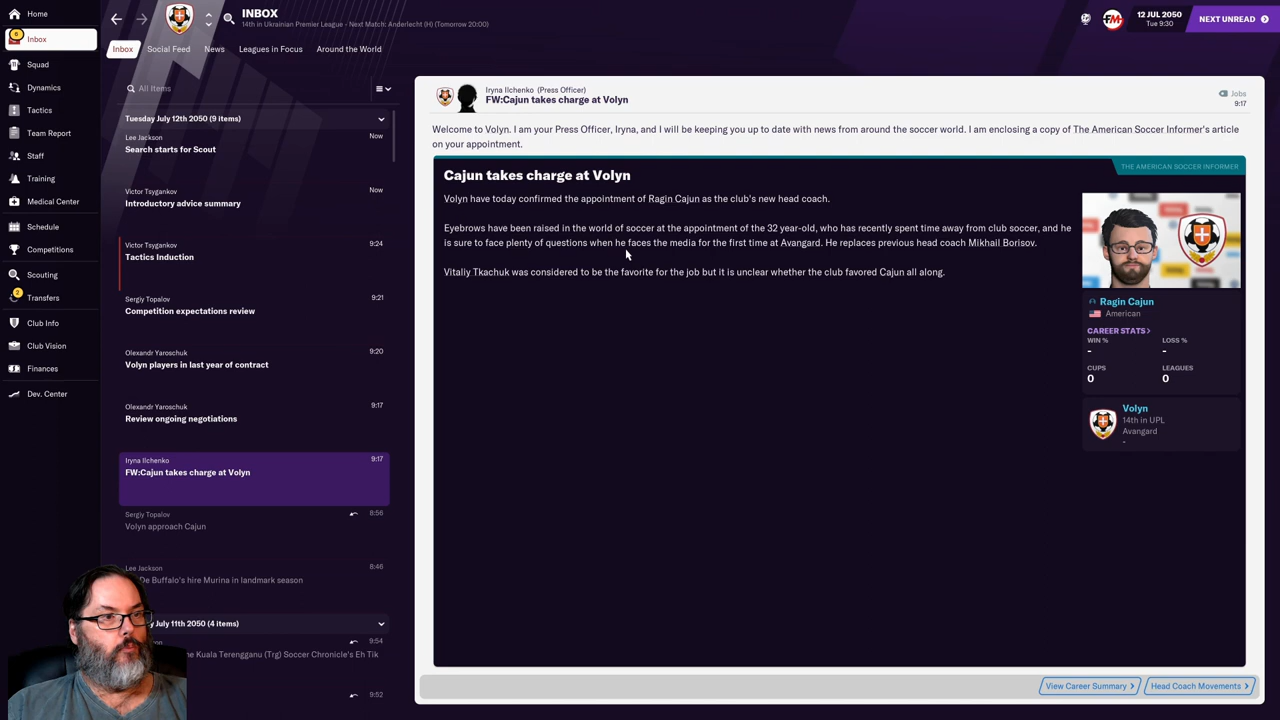 Home
6
Inbox
Squad
Dynamics
Tactics
Team Report
Staff
Training
Medical Center
Schedule
Competitions
Scouting
2
Transfers
Club Info
Club Vision
Finances
Dev. Center
INBOX
14th in Ukrainian Premier League - Next Match: Anderlecht (H) (Tomorrow 20:00)
FM
12 JUL 2050
Tue 9:30
NEXT UNREAD
Inbox
Social Feed
News
Leagues in Focus
Around the World
All Items
Tuesday July 12th 2050 (9 items)
Lee Jackson
Now
Search starts for Scout
Victor Tsygankov
Now
Introductory advice summary
Victor Tsygankov
9:24
Tactics Induction
Sergiy Topalov
9:21
Competition expectations review
Olexandr Yaroschuk
9:20
Volyn players in last year of contract
Olexandr Yaroschuk
9:17
Review ongoing negotiations
Iryna Ilchenko
9:17
FW:Cajun takes charge at Volyn
Sergiy Topalov
8:56
Volyn approach Cajun
Lee Jackson
8:46
De Buffalo's hire Murina in landmark season
July 11th 2050 (4 items)
9:54
ne Kuala Terengganu (Trg) Soccer Chronicle's Eh Tik
9:52
Iryna Ilchenko (Press Officer)
FW:Cajun takes charge at Volyn
Jobs
9:17
Welcome to Volyn. I am your Press Officer, Iryna, and I will be keeping you up to date with news from around the soccer world. I am enclosing a copy of The American Soccer Informer's article
on your appointment.
THE AMERICAN SOCCER INFORMER
Cajun takes charge at Volyn
Volyn have today confirmed the appointment of Ragin Cajun as the club's new head coach.
Eyebrows have been raised in the world of soccer at the appointment of the 32 year-old, who has recently spent time away from club soccer, and he
is sure to face plenty of questions when he faces the media for the first time at Avangard. He replaces previous head coach Mikhail Borisov.
Vitaliy Tkachuk was considered to be the favorite for the job but it is unclear whether the club favored Cajun all along.
Ragin Cajun
American
CAREER STATS >
WIN %
LOSS %
-
-
CUPS
LEAGUES
0
0
Volyn
14th in UPL
Avangard
-
View Career Summary >
Head Coach Movements >